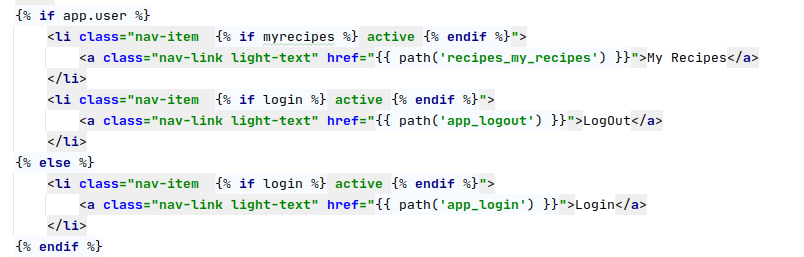 {% if app.user %}
    <li class="nav-item  {% if myrecipes %} active {% endif %}">
        <a class="nav-link light-text" href="{{ path('recipes_my_recipes') }}">My Recipes</a>
    </li>
    <li class="nav-item  {% if login %} active {% endif %}">
        <a class="nav-link light-text" href="{{ path('app_logout') }}">LogOut</a>
    </li>
{% else %}
    <li class="nav-item  {% if login %} active {% endif %}">
        <a class="nav-link light-text" href="{{ path('app_login') }}">Login</a>
    </li>
{% endif %}